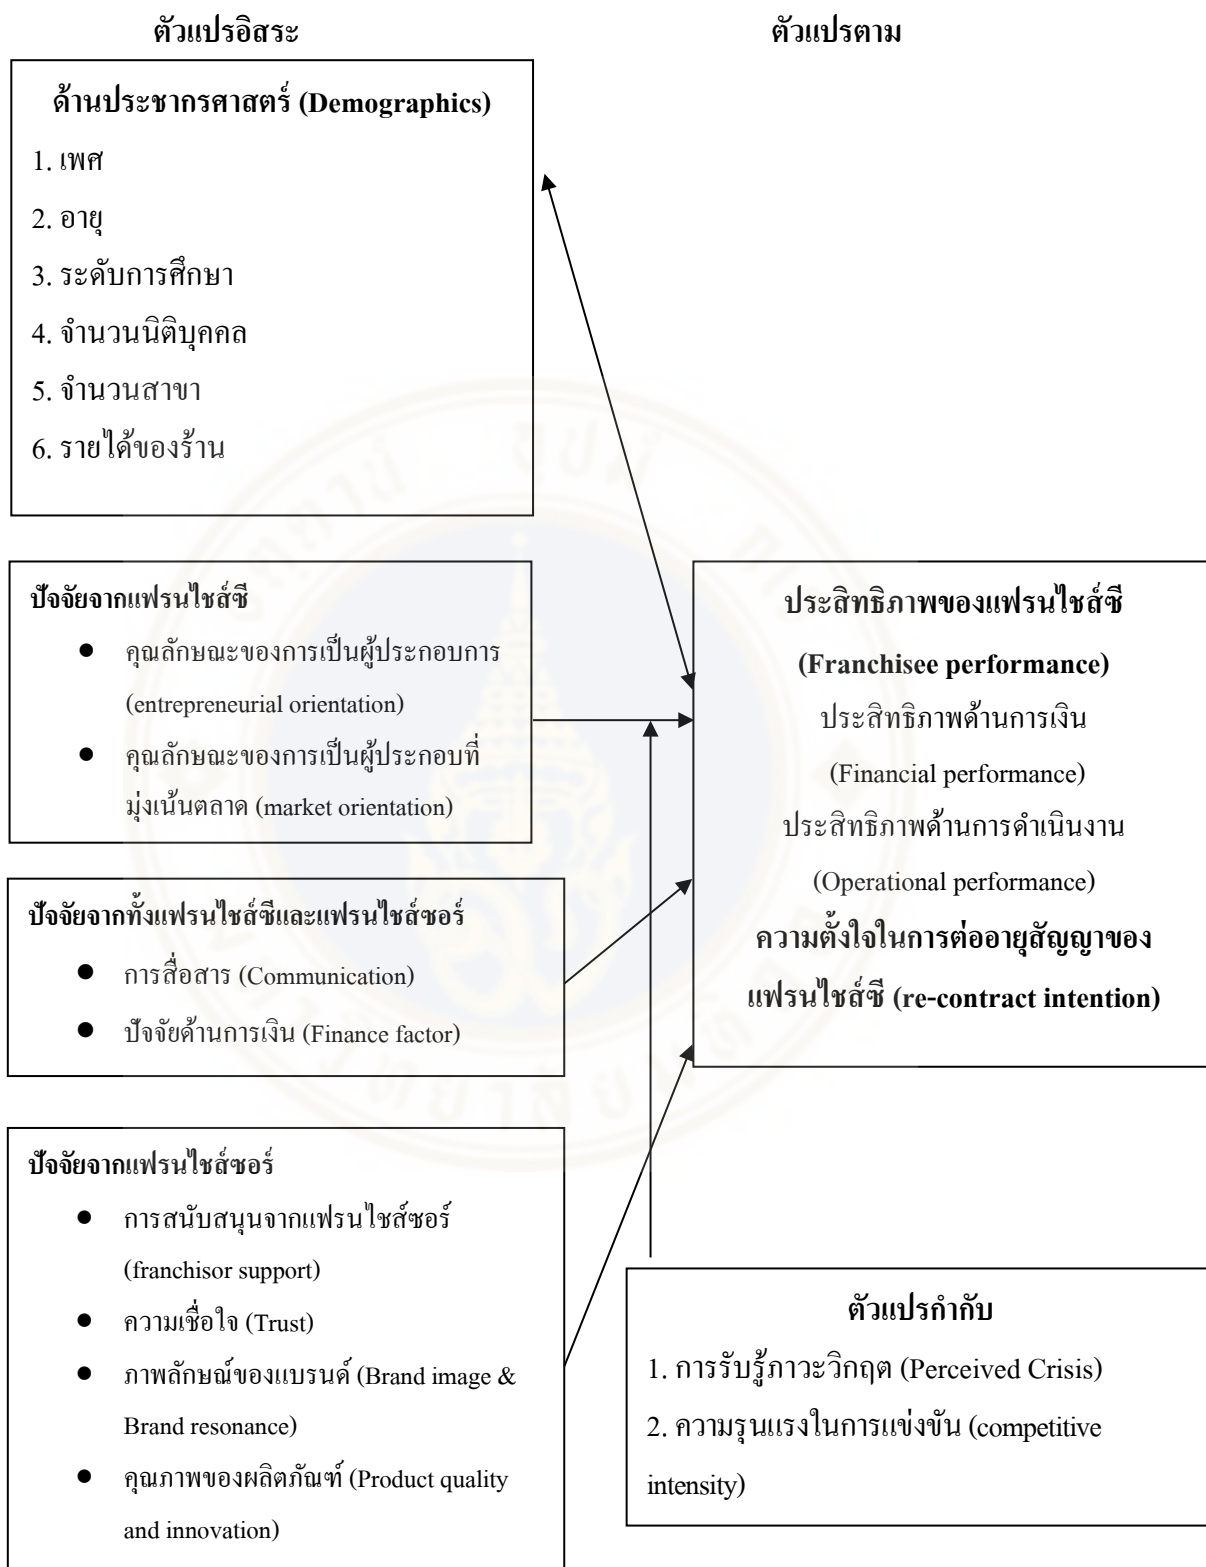 ตัวแปรอิสระ
ตัวแปรตาม
ด้านประชากรศาสตร์ (Demographics)
1. เพศ
2. อายุ
3. ระดับการศึกษา
4. จำนวนนิติบุคคล
5. จำนวนสาขา
6. รายได้ของร้าน
ปัจจัยจากแฟรนไชส์ซี
● คุณลักษณะของการเป็นผู้ประกอบการ
(entrepreneurial orientation)
● คุณลักษณะของการเป็นผู้ประกอบที่
มุ่งเน้นตลาด (market orientation)
ปัจจัยจากทั้งแฟรนไชส์ซีและแฟรนไชส์ซอร์
● การสื่อสาร (Communication)
● ปัจจัยด้านการเงิน (Finance factor)
ปัจจัยจากแฟรนไชส์ซอร์
● การสนับสนุนจากแฟรนไชส์ซอร์
(franchisor support)
● ความเชื่อใจ (Trust)
● ภาพลักษณ์ของแบรนด์ (Brand image &
Brand resonance)
● คุณภาพของผลิตภัณฑ์ (Product quality
and innovation)
ประสิทธิภาพของแฟรนไชส์ซี
(Franchisee performance)
ประสิทธิภาพด้านการเงิน
(Financial performance)
ประสิทธิภาพด้านการดำเนินงาน
(Operational performance)
ความตั้งใจในการต่ออายุสัญญาของ
แฟรนไชส์ซี (re-contract intention)
ตัวแปรกำกับ
1. การรับรู้ภาวะวิกฤต (Perceived Crisis)
2. ความรุนแรงในการแข่งขัน (competitive
intensity)